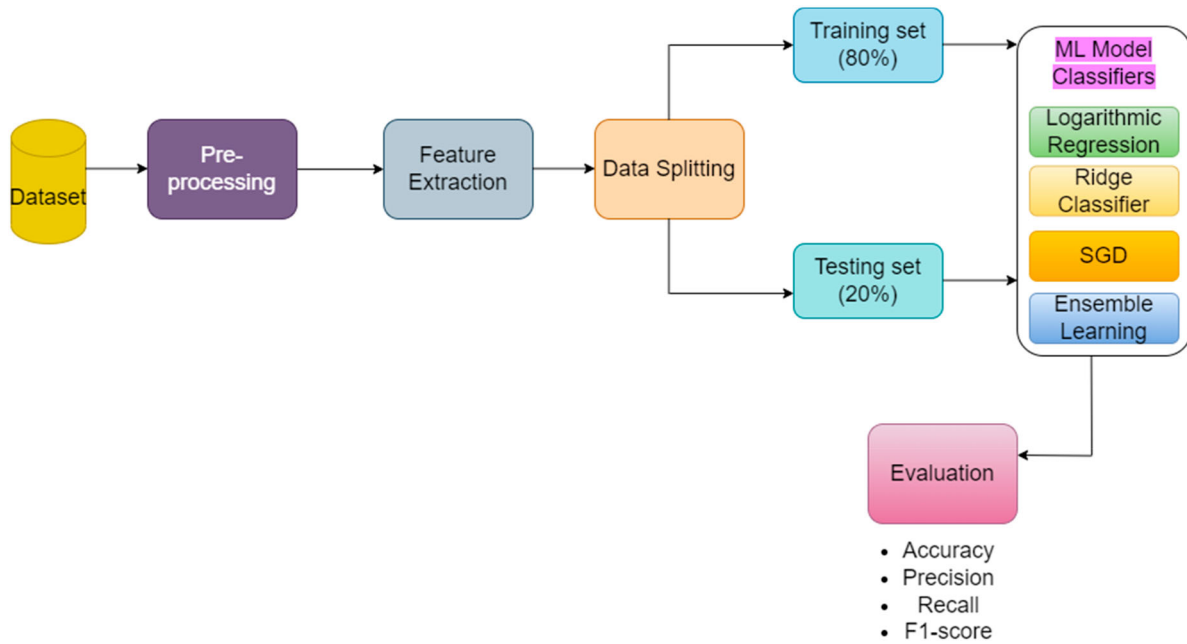 Dataset
Pre-
processing
Feature
Extraction
Data Splitting
Training set
(80%)
Testing set
(20%)
ML Model
Classifiers
Logarithmic
Regression
Ridge
Classifier
SGD
Ensemble
Learning
Evaluation
• Accuracy
• Precision
• Recall
• F1-score